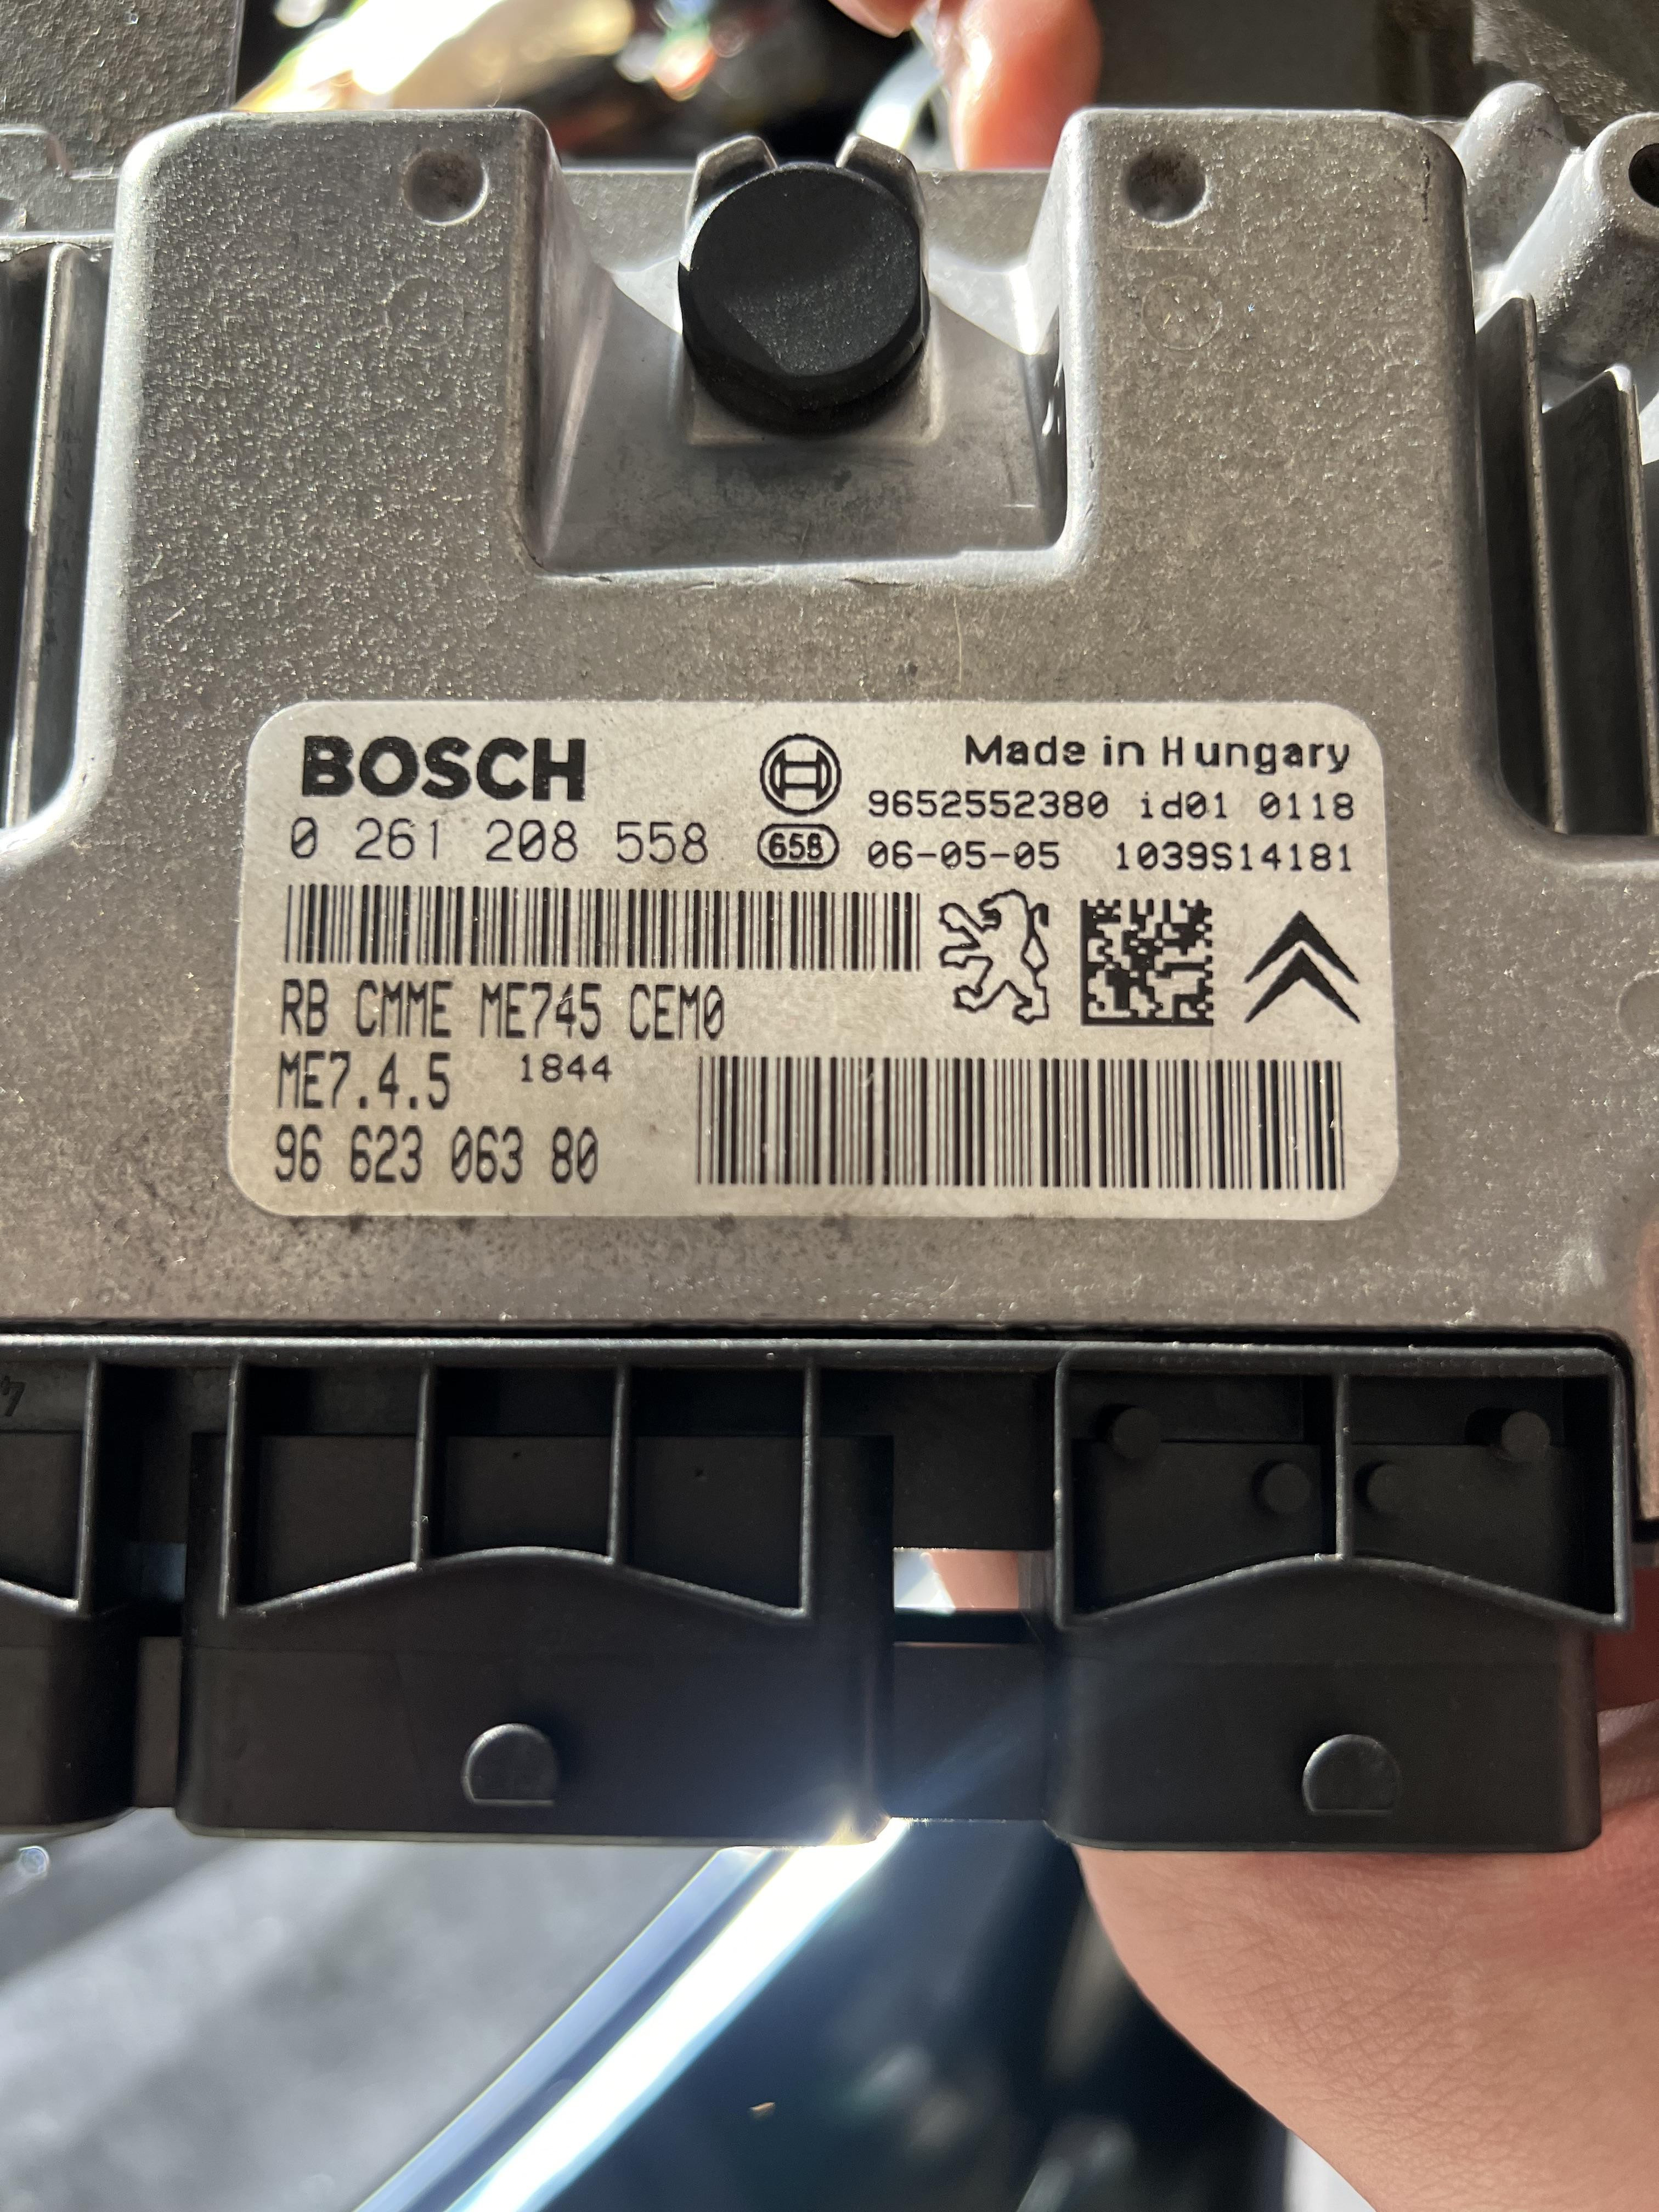 BOSCH
Made in Hungary
9652552380 id01 0118
0 261 208 558
658
06-05-05 1039S14181
RB CMME ME745 CEM0
ME7.4.5 1844
96 623 063 80